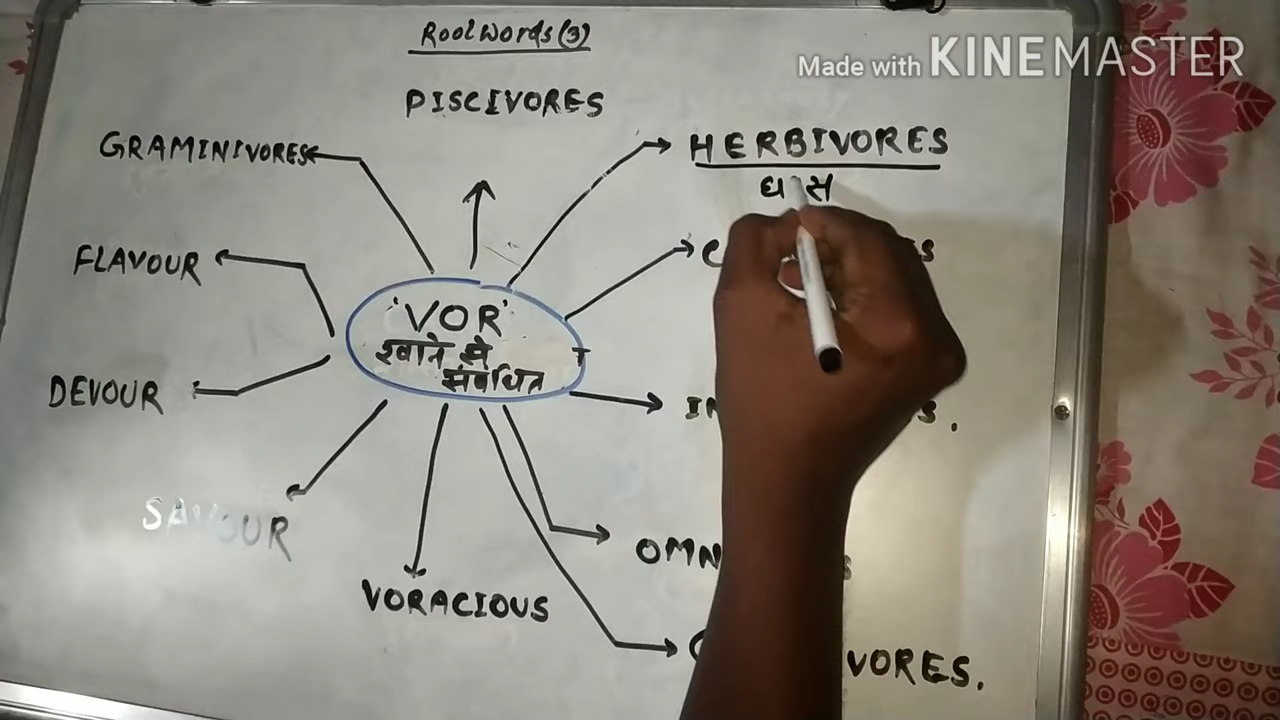 Root Words (3)
Made with KINEMASTER
PISCIVORES
GRAMINIVORES
HERBIVORES
घास
FLAVOUR
'VOR'
खाने से
संबंधित
DEVOUR
SAVOUR
VORACIOUS
VORES.